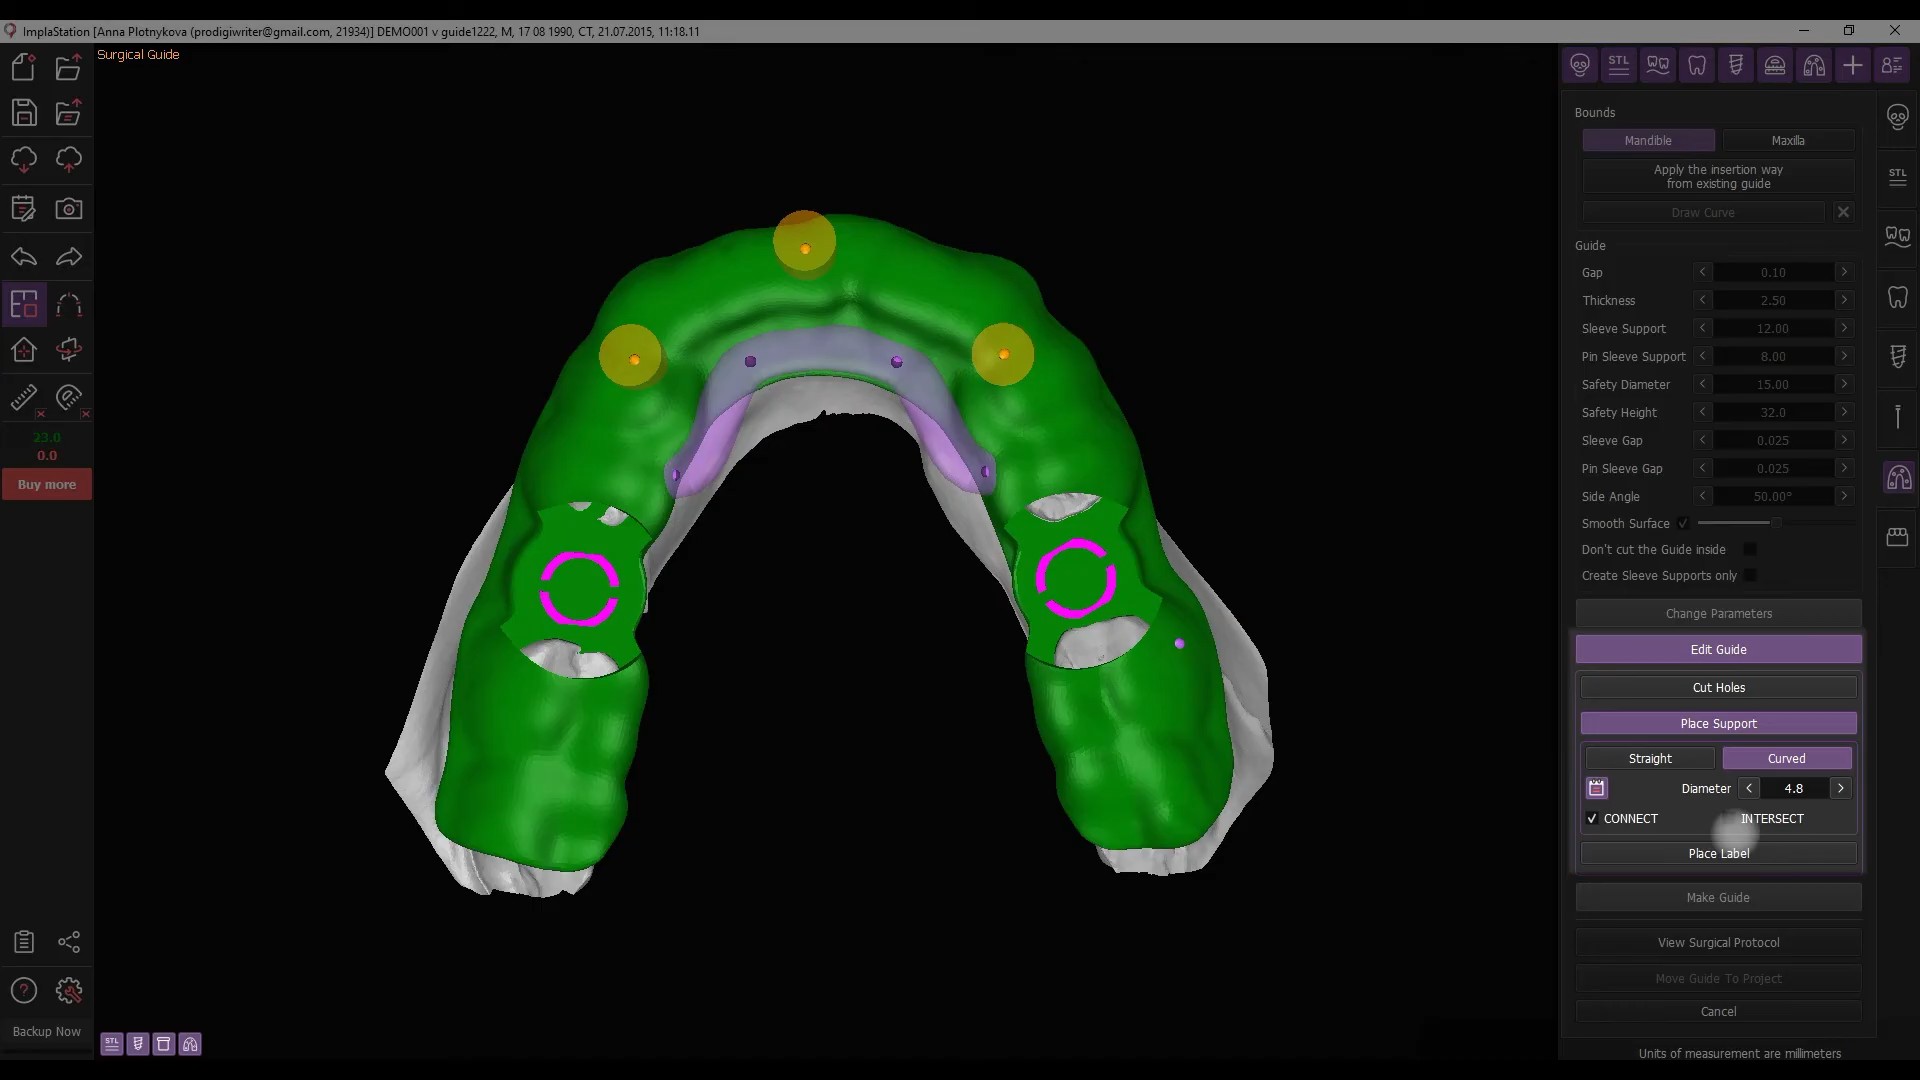 ImplaStation [Anna Plotnykova (prodigiwriter@gmail.com, 21934)] DEMO001 v guide1222, M, 17 08 1990, CT, 21.07.2015, 11:18.11
Surgical Guide
STL
Bounds
Mandible Maxilla
Apply the insertion way
from existing guide
Draw Curve
STL
Guide
Gap 0.10
Thickness 2.50
Sleeve Support 12.00
Pin Sleeve Support 8.00
Safety Diameter 15.00
Safety Height 32.0
Sleeve Gap 0.025
Pin Sleeve Gap 0.025
Side Angle 50.00°
Smooth Surface
Don't cut the Guide inside
Create Sleeve Supports only
Change Parameters
Edit Guide
Cut Holes
Place Support
Straight Curved
Diameter 4.8
CONNECT INTERSECT
Place Label
Make Guide
View Surgical Protocol
Move Guide To Project
Cancel
Units of measurement are millimeters
23.0
0.0
Buy more
Backup Now
STL